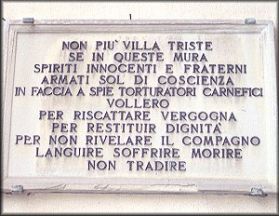 NON PIU' VILLA TRISTE
SE IN QUESTE MURA
SPIRITI INNOCENTI E FRATERNI
ARMATI SOL DI COSCIENZA
IN FACCIA A SPIE TORTURATORI CARNEFICI
VOLLERO
PER RISCATTARE VERGOGNA
PER RESTITUIR DIGNITÀ
PER NON RIVELARE IL COMPAGNO
LANGUIRE SOFFRIRE MORIRE
NON TRADIRE